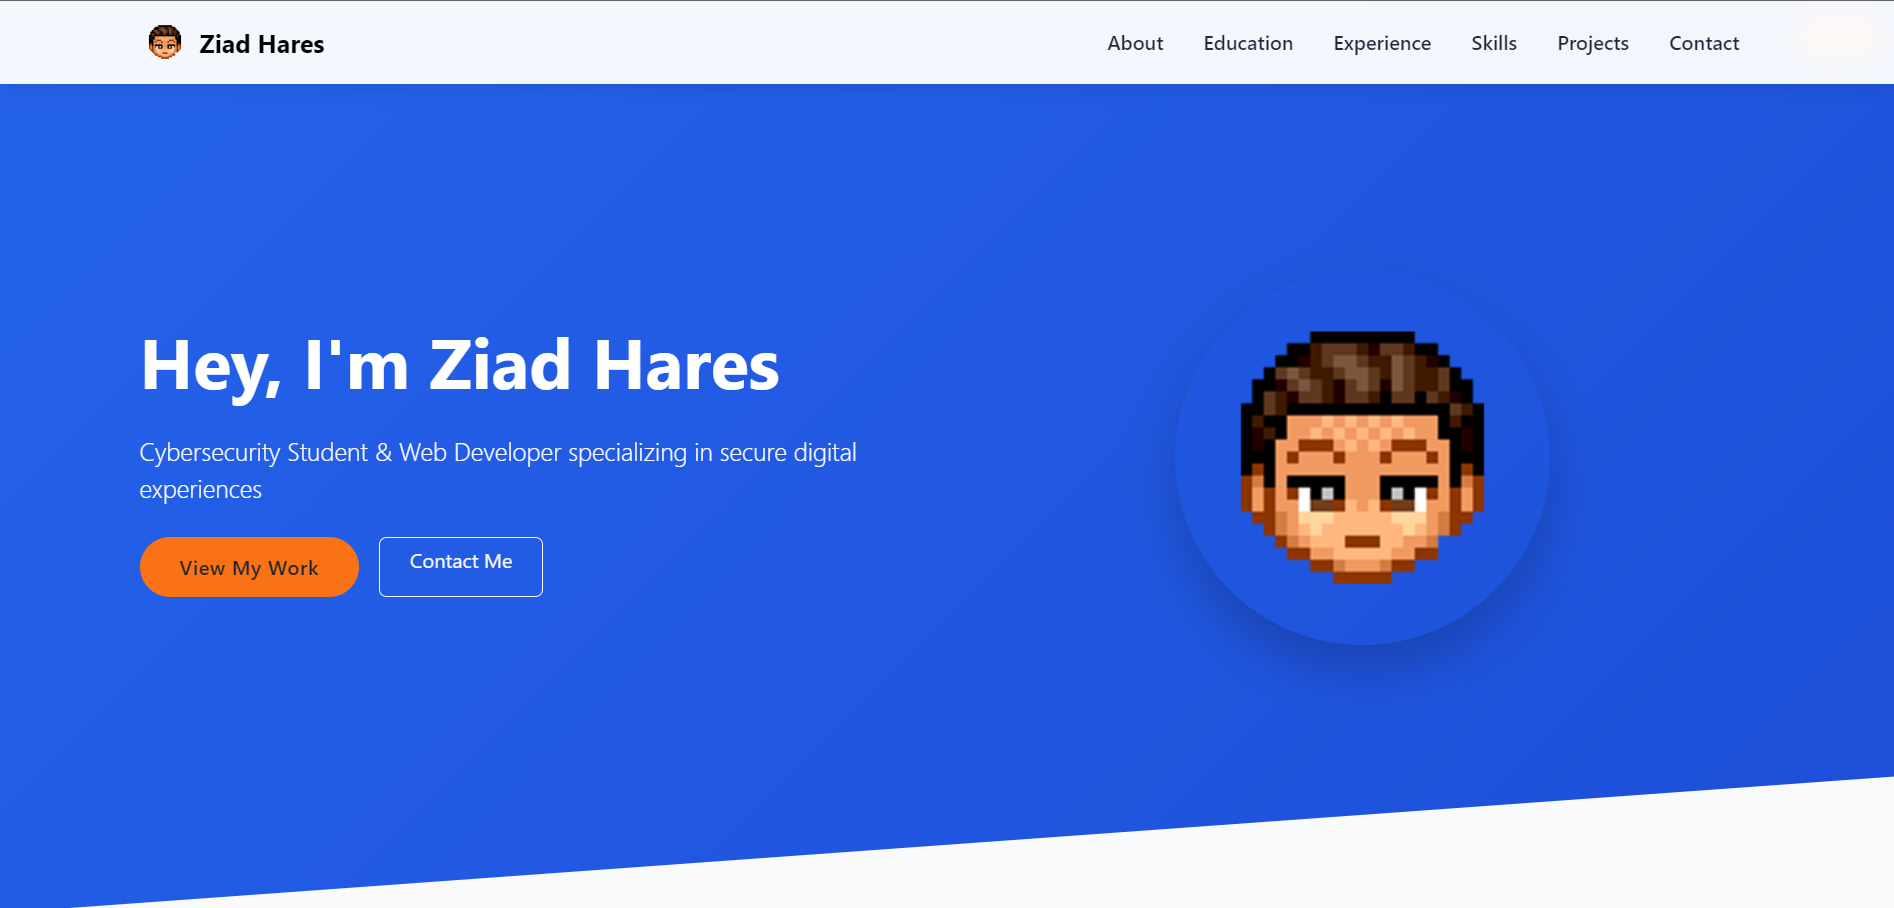 Ziad Hares
About
Education
Experience
Skills
Projects
Contact
Hey, I'm Ziad Hares
Cybersecurity Student & Web Developer specializing in secure digital
experiences
View My Work
Contact Me